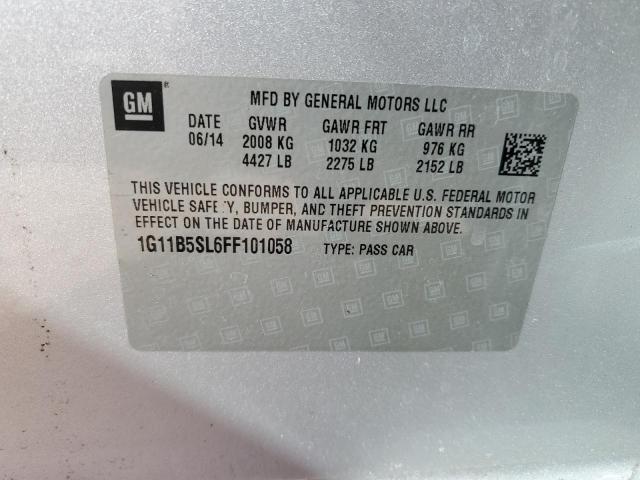 GM ®
MFD BY GENERAL MOTORS LLC
DATE GVWR GAWR FRT GAWR RR
06/14 2008 KG 1032 KG 976 KG
4427 LB 2275 LB 2152 LB
THIS VEHICLE CONFORMS TO ALL APPLICABLE U.S. FEDERAL MOTOR
VEHICLE SAFE Y, BUMPER, AND THEFT PREVENTION STANDARDS IN
EFFECT ON THE DATE OF MANUFACTURE SHOWN ABOVE.
1G11B5SL6FF101058 TYPE: PASS CAR